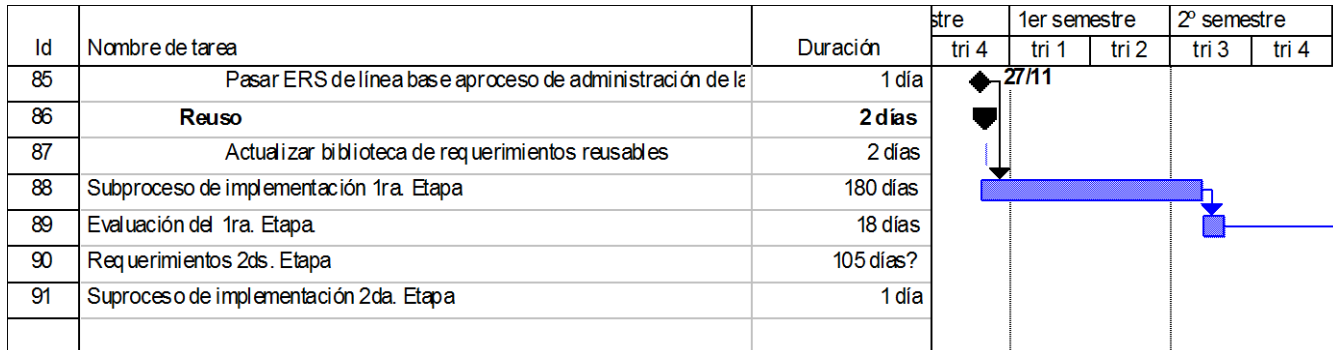 stre 1er semestre 2º semestre
Id Nombre de tarea Duración tri 4 tri 1 tri 2 tri 3 tri 4
85 Pasar ERS de línea base aproceso de administración de la 1 día 27/11
86 Reuso 2 días
87 Actualizar biblioteca de requerimientos reusables 2 días
88 Subproceso de implementación 1ra. Etapa 180 días
89 Evaluación del 1ra. Etapa. 18 días
90 Requerimientos 2ds. Etapa 105 días?
91 Suproceso de implementación 2da. Etapa 1 día